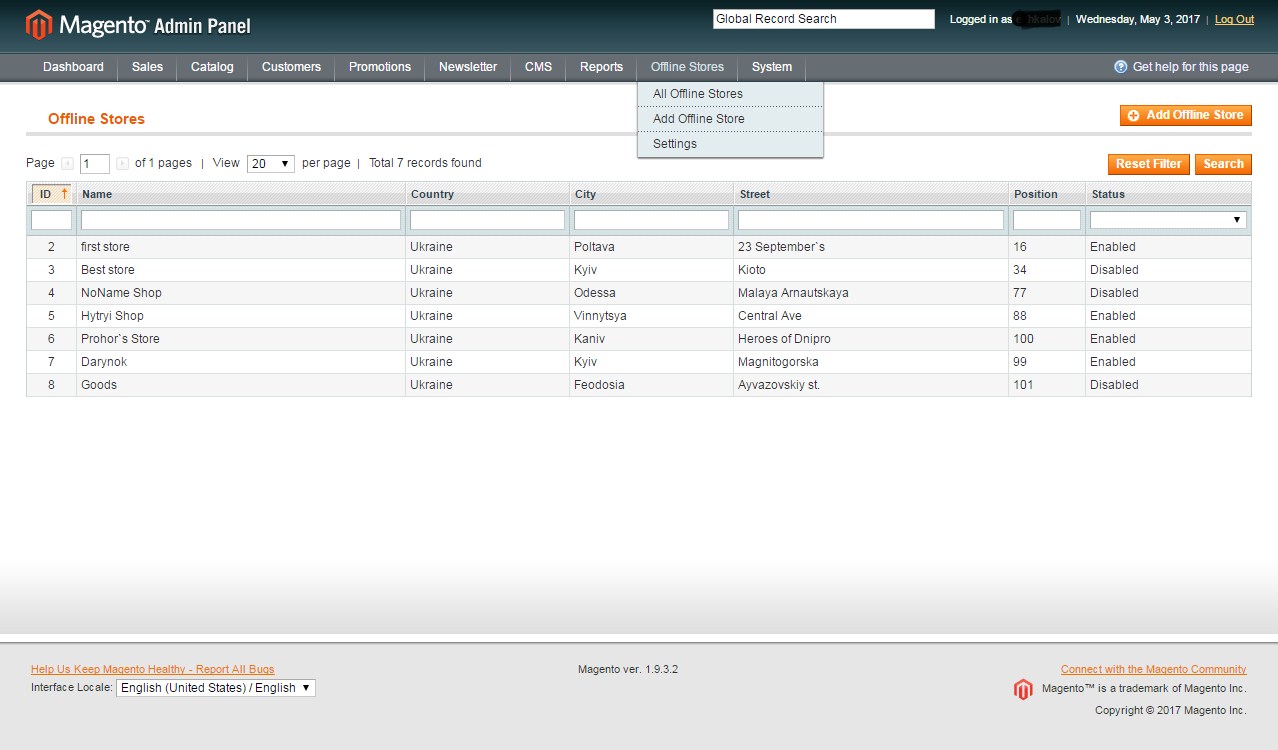 Magento™ Admin Panel
Global Record Search
Logged in as | Wednesday, May 3, 2017 | Log Out
Dashboard Sales Catalog Customers Promotions Newsletter CMS Reports Offline Stores System Get help for this page
All Offline Stores
Add Offline Store
Settings
Offline Stores Add Offline Store
Page 1 of 1 pages | View 20 per page | Total 7 records found Reset Filter Search
ID Name Country City Street Position Status
2 first store Ukraine Poltava 23 September`s 16 Enabled
3 Best store Ukraine Kyiv Kioto 34 Disabled
4 NoName Shop Ukraine Odessa Malaya Arnautskaya 77 Disabled
5 Hytryi Shop Ukraine Vinnytsya Central Ave 88 Enabled
6 Prohor`s Store Ukraine Kaniv Heroes of Dnipro 100 Enabled
7 Darynok Ukraine Kyiv Magnitogorska 99 Enabled
8 Goods Ukraine Feodosia Ayvazovskiy st. 101 Disabled
Help Us Keep Magento Healthy - Report All Bugs Magento ver. 1.9.3.2 Connect with the Magento Community
Interface Locale: English (United States) / English Magento™ is a trademark of Magento Inc.
Copyright © 2017 Magento Inc.